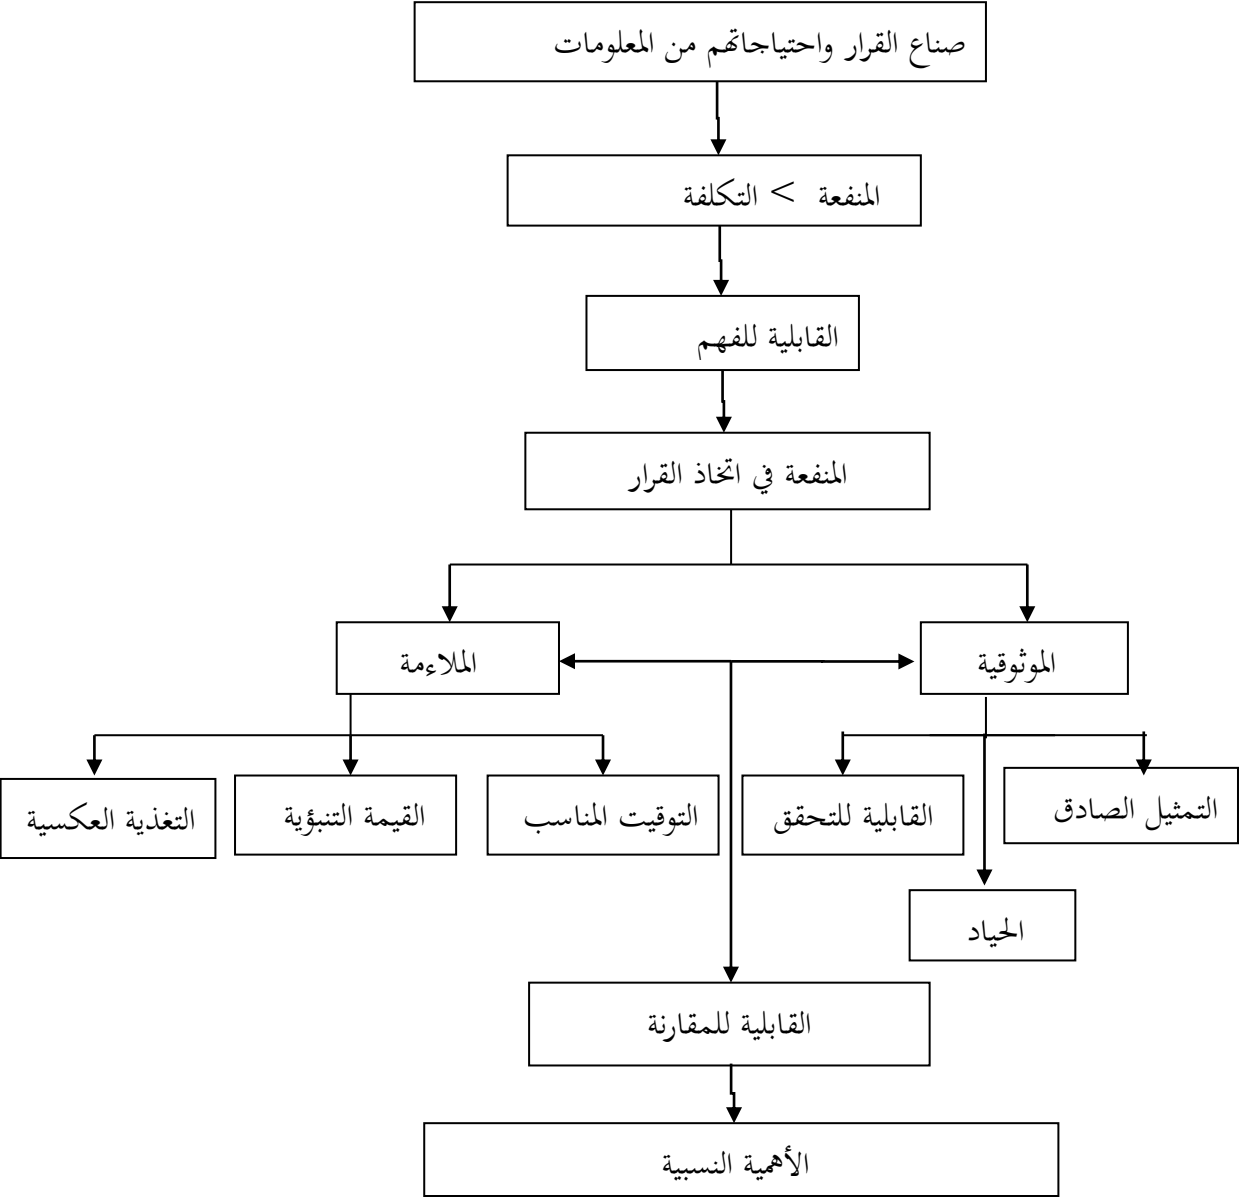 صناع القرار واحتياجاتهم من المعلومات
المنفعة > التكلفة
القابلية للفهم
المنفعة في اتخاذ القرار
الموثوقية
الملاءمة
التمثيل الصادق
القابلية للتحقق
التوقيت المناسب
القيمة التنبؤية
التغذية العكسية
الحياد
القابلية للمقارنة
الأهمية النسبية